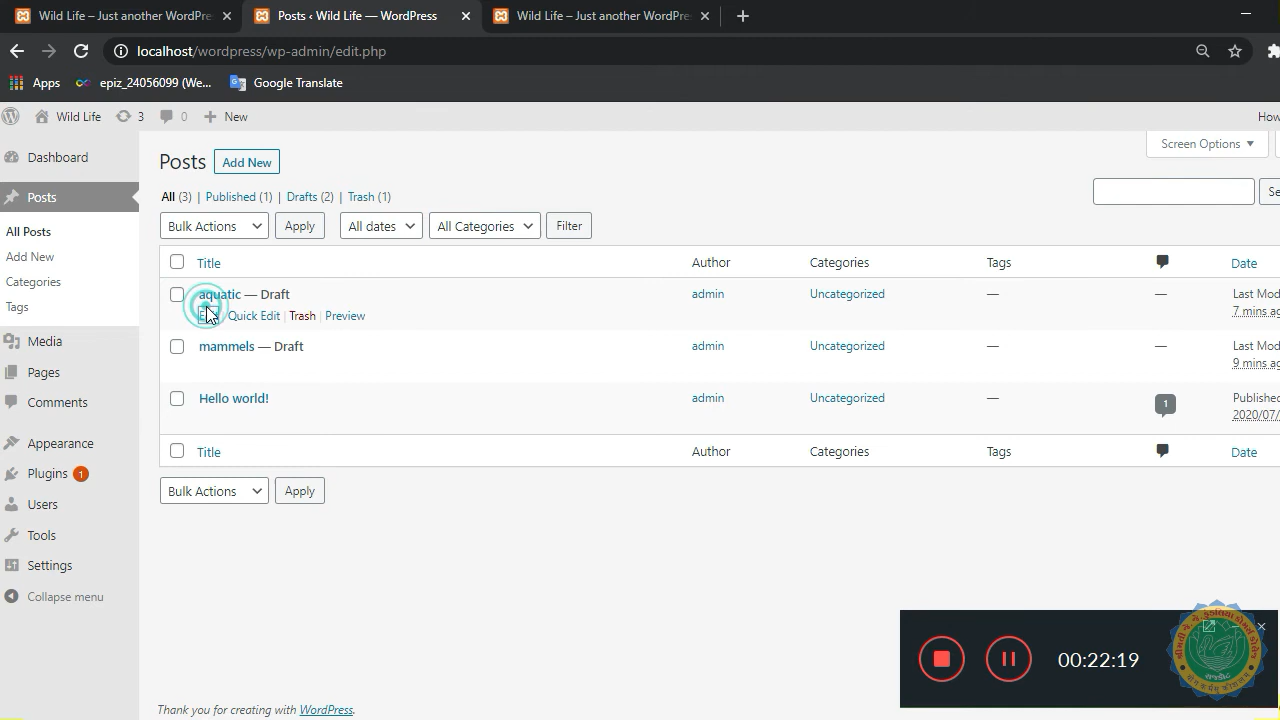 Wild Life – Just another WordPre
Posts ‹ Wild Life — WordPress
Wild Life – Just another WordPre
localhost/wordpress/wp-admin/edit.php
Apps
epiz_24056099 (We...
Google Translate
Wild Life
3
0
New
How
Dashboard
Posts
All Posts
Add New
Categories
Tags
Media
Pages
Comments
Appearance
Plugins 1
Users
Tools
Settings
Collapse menu
Posts Add New
Screen Options
All (3) | Published (1) | Drafts (2) | Trash (1)
Se
Bulk Actions Apply All dates All Categories Filter
Title Author Categories Tags Date
aquatic — Draft admin Uncategorized — — Last Mod
Quick Edit | Trash | Preview 7 mins ag
mammels — Draft admin Uncategorized — — Last Mod
9 mins ag
Hello world! admin Uncategorized — 1 Published
2020/07/
Title Author Categories Tags Date
Bulk Actions Apply
00:22:19
Thank you for creating with WordPress.